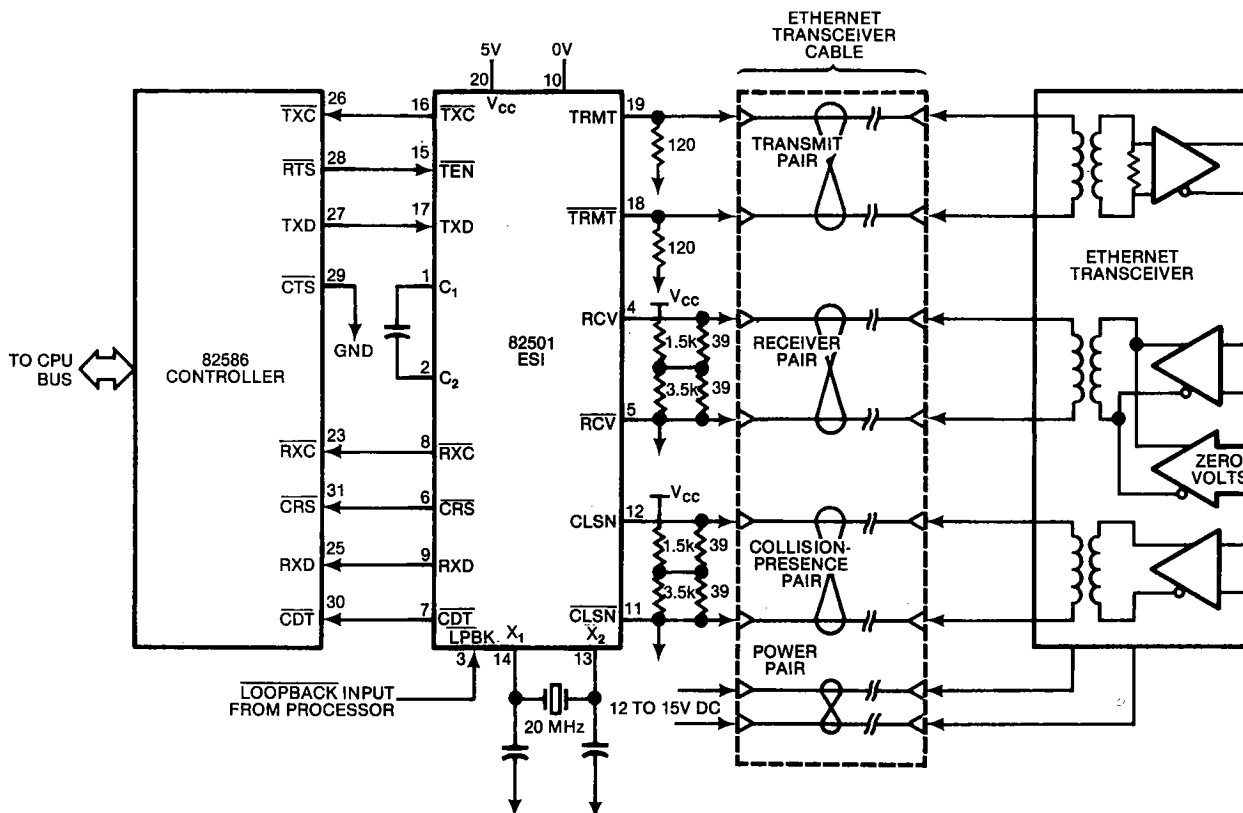 ETHERNET
TRANSCEIVER
CABLE
5V
0V
20
10
VCC
26
TXC
16
TXC
TRMT
19
120
TRANSMIT
PAIR
28
RTS
15
TEN
27
TXD
17
TXD
18
TRMT
120
ETHERNET
TRANSCEIVER
29
CTS
GND
1
C1
2
C2
82501
ESI
TO CPU
BUS
82586
CONTROLLER
VCC
4
RCV
1.5k
39
RECEIVER
PAIR
3.5k
39
5
RCV
ZERO
VOLTS
23
RXC
8
RXC
31
CRS
6
CRS
25
RXD
9
RXD
30
CDT
7
CDT
VCC
12
CLSN
1.5k
39
COLLISION-
PRESENCE
PAIR
3.5k
39
11
CLSN
LPBK
X1
X2
3
14
13
POWER
PAIR
LOOPBACK INPUT
FROM PROCESSOR
20 MHz
12 TO 15V DC